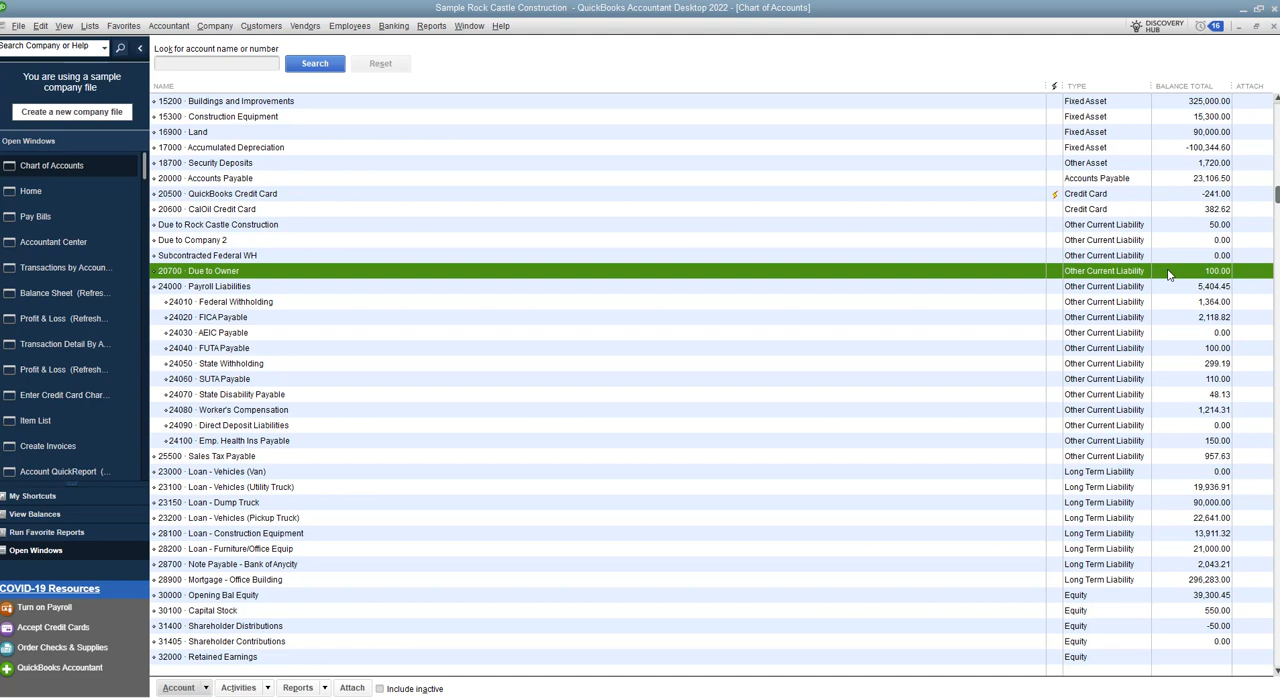 Sample Rock Castle Construction - QuickBooks Accountant Desktop 2022 - [Chart of Accounts]
File Edit View Lists Favorites Accountant Company Customers Vendors Employees Banking Reports Window Help
DISCOVERY HUB 16
Search Company or Help
Look for account name or number
Search Reset
You are using a sample company file
Create a new company file
Open Windows
Chart of Accounts
Home
Pay Bills
Accountant Center
Transactions by Accoun...
Balance Sheet (Refres...
Profit & Loss (Refresh...
Transaction Detail By A...
Profit & Loss (Refresh...
Enter Credit Card Char...
Item List
Create Invoices
Account QuickReport (...
My Shortcuts
View Balances
Run Favorite Reports
Open Windows
COVID-19 Resources
Turn on Payroll
Accept Credit Cards
Order Checks & Supplies
QuickBooks Accountant
NAME TYPE BALANCE TOTAL ATTACH
15200 · Buildings and Improvements Fixed Asset 325,000.00
15300 · Construction Equipment Fixed Asset 15,300.00
16900 · Land Fixed Asset 90,000.00
17000 · Accumulated Depreciation Fixed Asset -100,344.60
18700 · Security Deposits Other Asset 1,720.00
20000 · Accounts Payable Accounts Payable 23,106.50
20500 · QuickBooks Credit Card Credit Card -241.00
20600 · CalOil Credit Card Credit Card 382.62
Due to Rock Castle Construction Other Current Liability 50.00
Due to Company 2 Other Current Liability 0.00
Subcontracted Federal WH Other Current Liability 0.00
20700 · Due to Owner Other Current Liability 100.00
24000 · Payroll Liabilities Other Current Liability 5,404.45
24010 · Federal Withholding Other Current Liability 1,364.00
24020 · FICA Payable Other Current Liability 2,118.82
24030 · AEIC Payable Other Current Liability 0.00
24040 · FUTA Payable Other Current Liability 100.00
24050 · State Withholding Other Current Liability 299.19
24060 · SUTA Payable Other Current Liability 110.00
24070 · State Disability Payable Other Current Liability 48.13
24080 · Worker's Compensation Other Current Liability 1,214.31
24090 · Direct Deposit Liabilities Other Current Liability 0.00
24100 · Emp. Health Ins Payable Other Current Liability 150.00
25500 · Sales Tax Payable Other Current Liability 957.63
23000 · Loan - Vehicles (Van) Long Term Liability 0.00
23100 · Loan - Vehicles (Utility Truck) Long Term Liability 19,936.91
23150 · Loan - Dump Truck Long Term Liability 90,000.00
23200 · Loan - Vehicles (Pickup Truck) Long Term Liability 22,641.00
28100 · Loan - Construction Equipment Long Term Liability 13,911.32
28200 · Loan - Furniture/Office Equip Long Term Liability 21,000.00
28700 · Note Payable - Bank of Anycity Long Term Liability 2,043.21
28900 · Mortgage - Office Building Long Term Liability 296,283.00
30000 · Opening Bal Equity Equity 39,300.45
30100 · Capital Stock Equity 550.00
31400 · Shareholder Distributions Equity -50.00
31405 · Shareholder Contributions Equity 0.00
32000 · Retained Earnings Equity
Account Activities Reports Attach Include inactive